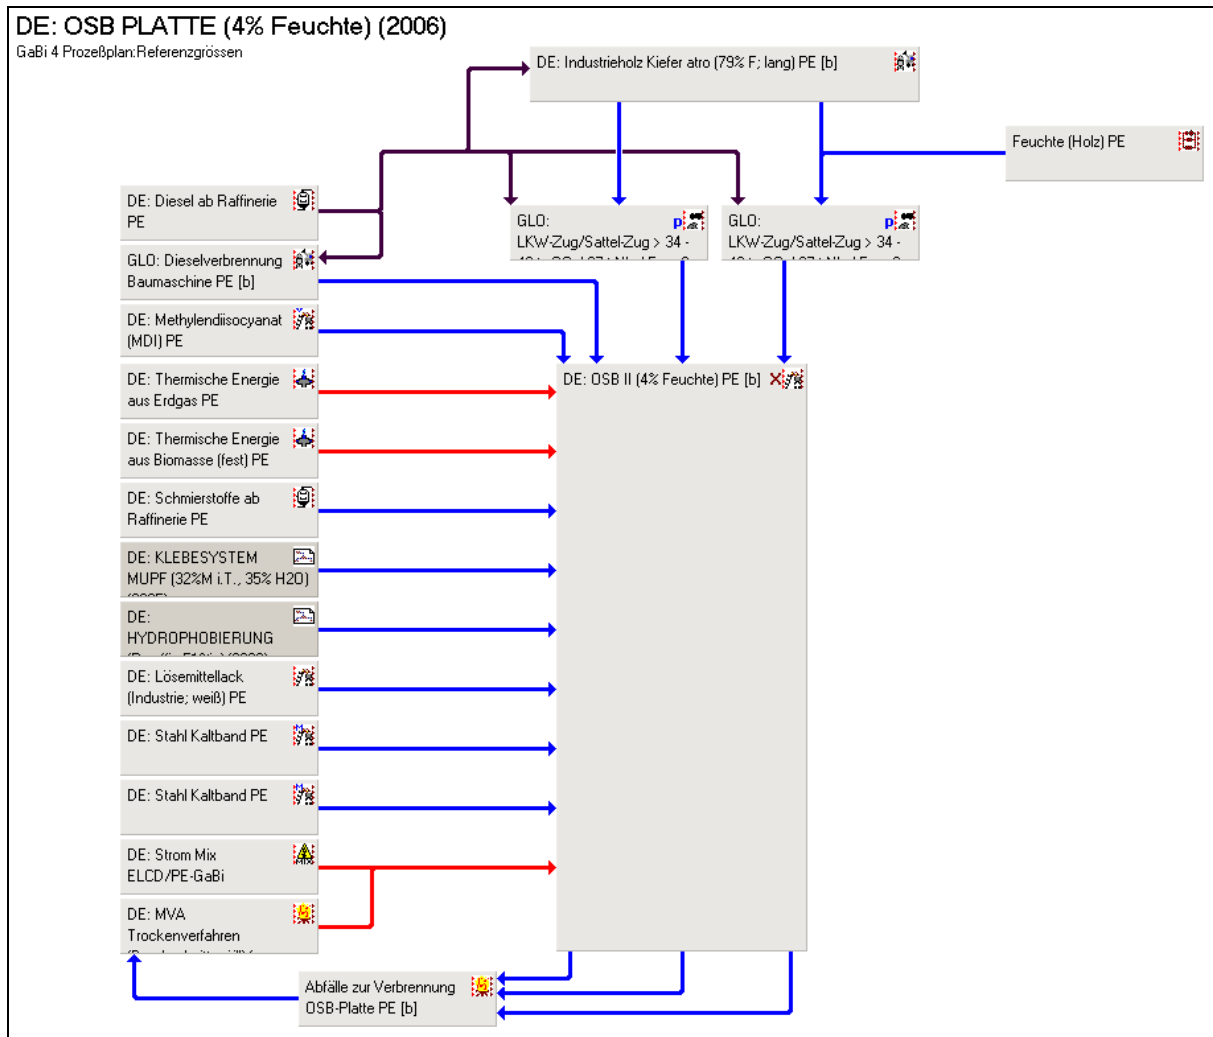 DE: OSB PLATTE (4% Feuchte) (2006)
GaBi 4 Prozeßplan:Referenzgrössen
DE: Industrieholz Kiefer atro (79% F; lang) PE [b]
Feuchte (Holz) PE
DE: Diesel ab Raffinerie
PE
GLO:
LKW-Zug/Sattel-Zug > 34 -
GLO:
LKW-Zug/Sattel-Zug > 34 -
GLO: Dieselverbrennung
Baumaschine PE [b]
DE: Methylendiisocyanat
(MDI) PE
DE: OSB II (4% Feuchte) PE [b]
DE: Thermische Energie
aus Erdgas PE
DE: Thermische Energie
aus Biomasse (fest) PE
DE: Schmierstoffe ab
Raffinerie PE
DE: KLEBESYSTEM
MUPF (32%M i.T., 35% H2O)
DE:
HYDROPHOBIERUNG
DE: Lösemittellack
(Industrie; weiß) PE
DE: Stahl Kaltband PE
DE: Stahl Kaltband PE
DE: Strom Mix
ELCD/PE-GaBi
DE: MVA
Trockenverfahren
Abfälle zur Verbrennung
OSB-Platte PE [b]